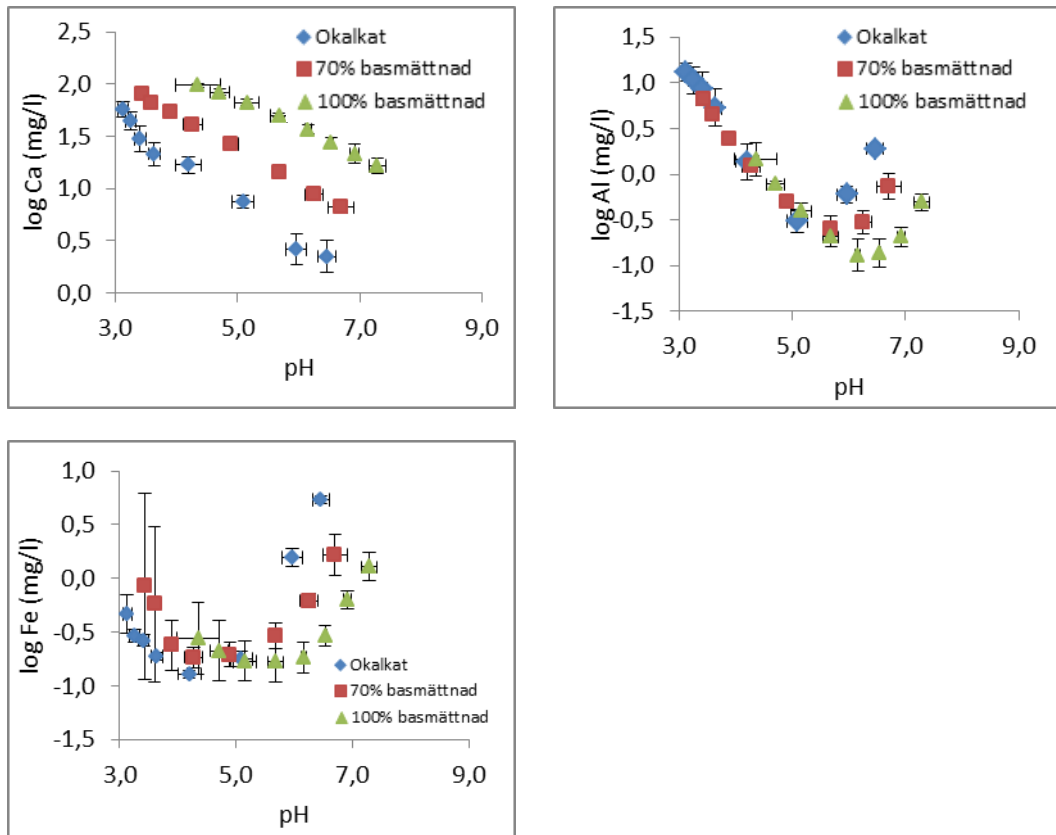 2,5
2,0
1,5
1,0
0,5
0,0
log Ca (mg/l)
3,0 5,0 7,0 9,0
pH
Okalkat
70% basmättnad
100% basmättnad
1,5
1,0
0,5
0,0
-0,5
-1,0
-1,5
log Al (mg/l)
3,0 5,0 7,0 9,0
pH
Okalkat
70% basmättnad
100% basmättnad
1,0
0,5
0,0
-0,5
-1,0
-1,5
log Fe (mg/l)
3,0 5,0 7,0 9,0
pH
Okalkat
70% basmättnad
100% basmättnad